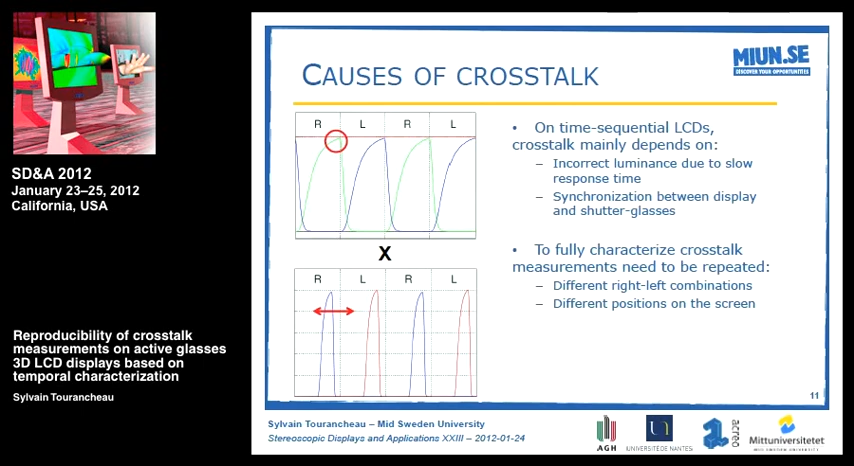 SD&A 2012
January 23–25, 2012
California, USA
Reproducibility of crosstalk
measurements on active glasses
3D LCD displays based on
temporal characterization
Sylvain Tourancheau
MIUN.SE
DISCOVER YOUR OPPORTUNITIES
CAUSES OF CROSSTALK
R L R L
X
R L R L
• On time-sequential LCDs,
crosstalk mainly depends on:
– Incorrect luminance due to slow
response time
– Synchronization between display
and shutter-glasses
• To fully characterize crosstalk
measurements need to be repeated:
– Different right-left combinations
– Different positions on the screen
11
Sylvain Tourancheau – Mid Sweden University
Stereoscopic Displays and Applications XXIII – 2012-01-24
AGH
UNIVERSITÉ DE NANTES
acreo
Mittuniversitetet
MID SWEDEN UNIVERSITY